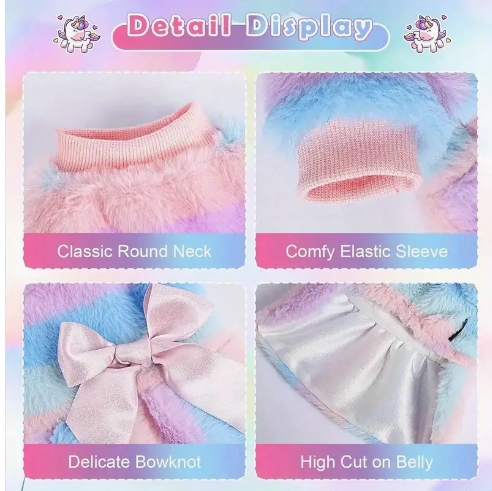 Detail Display
Classic Round Neck
Comfy Elastic Sleeve
Delicate Bowknot
High Cut on Belly